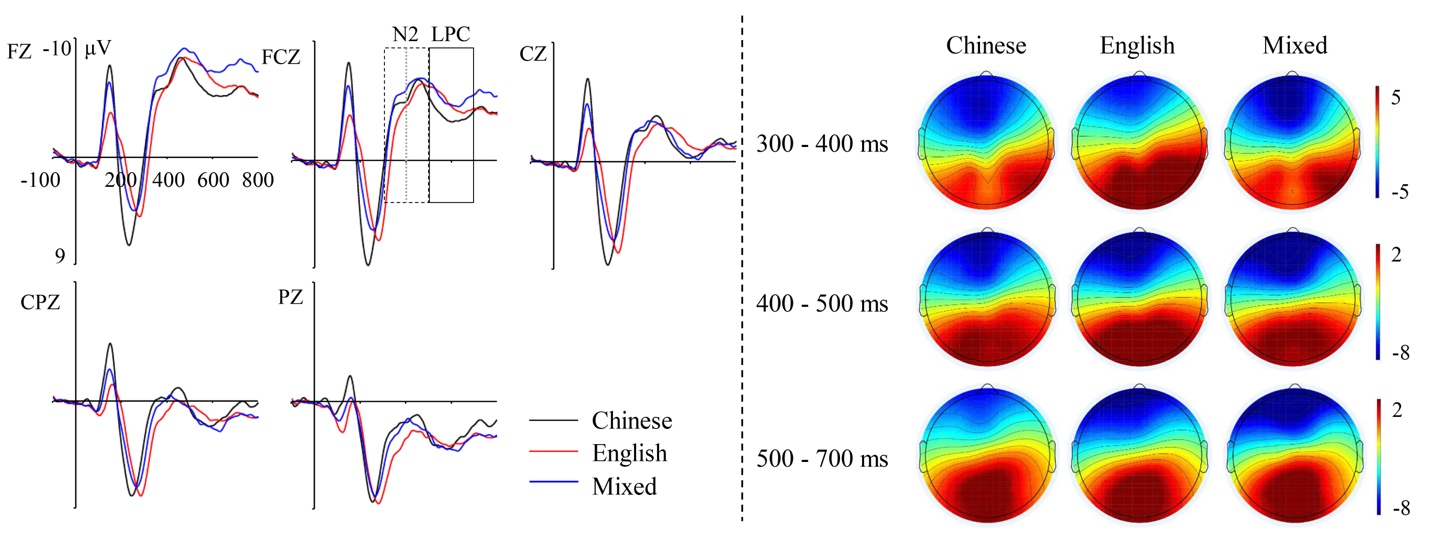 N2 LPC
FZ -10 μV FCZ CZ
-100 200 400 600 800
9
CPZ PZ
Chinese
English
Mixed
Chinese English Mixed
300 - 400 ms
5
-5
400 - 500 ms
2
-8
500 - 700 ms
2
-8